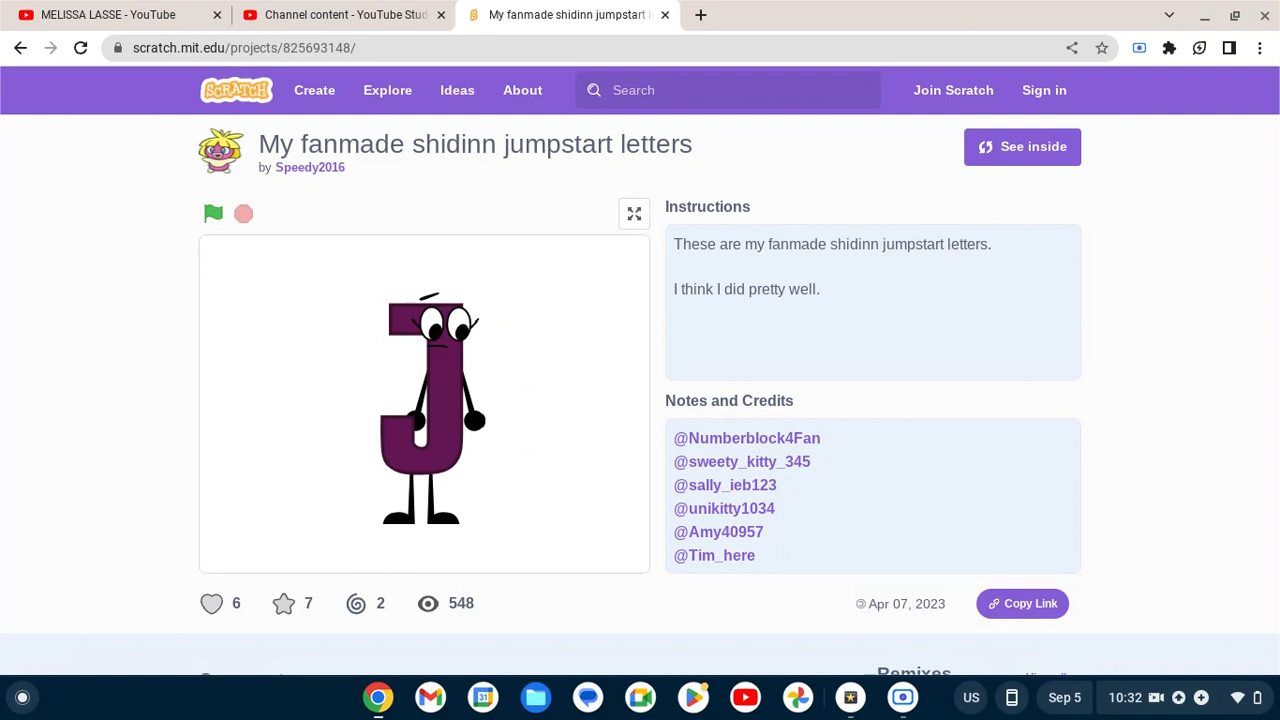 MELISSA LASSE - YouTube
Channel content - YouTube Stud
My fanmade shidinn jumpstart l
scratch.mit.edu/projects/825693148/
SCRATCH
Create
Explore
Ideas
About
Search
Join Scratch
Sign in
My fanmade shidinn jumpstart letters
by Speedy2016
See inside
Instructions
These are my fanmade shidinn jumpstart letters.
I think I did pretty well.
J
Notes and Credits
@Numberblock4Fan
@sweety_kitty_345
@sally_ieb123
@unikitty1034
@Amy40957
@Tim_here
6
7
2
548
Apr 07, 2023
Copy Link
Remixes
31
US
Sep 5
10:32